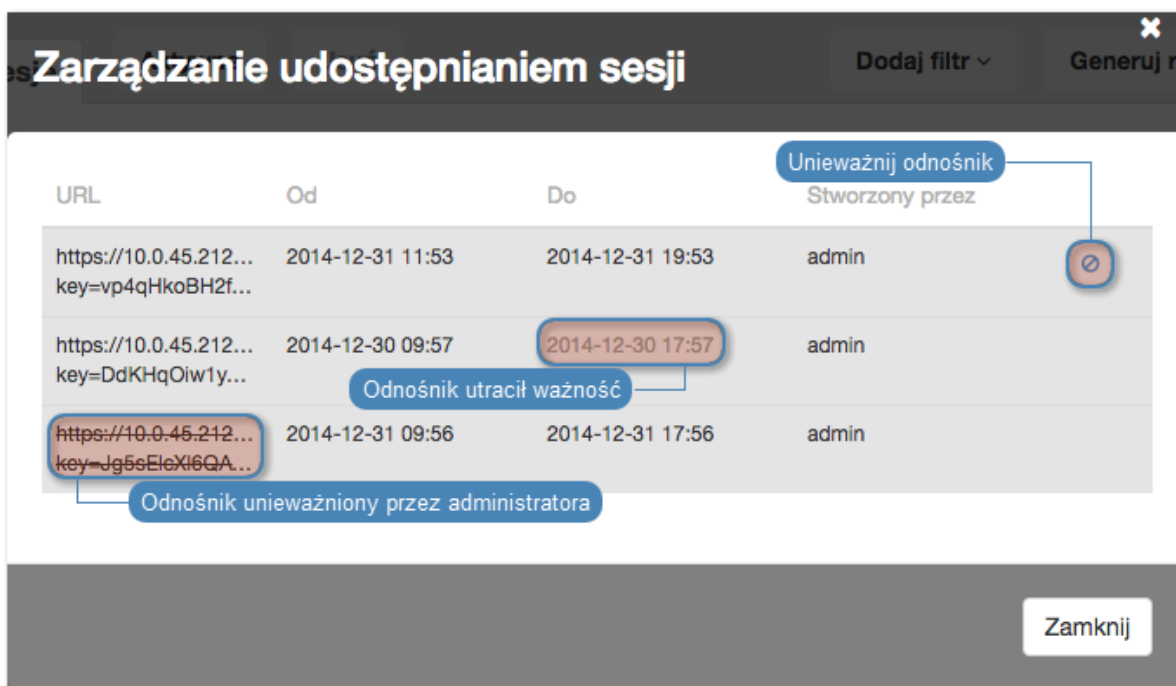 Zarządzanie udostępnianiem sesji
Dodaj filtr
Generuj
Unieważnij odnośnik
URL Od Do Stworzony przez
https://10.0.45.212... 2014-12-31 11:53 2014-12-31 19:53 admin
key=vp4qHkoBH2f...
https://10.0.45.212... 2014-12-30 09:57 2014-12-30 17:57 admin
key=DdKHqOiw1y...
Odnośnik utracił ważność
https://10.0.45.212... 2014-12-31 09:56 2014-12-31 17:56 admin
Odnośnik unieważniony przez administratora
Zamknij